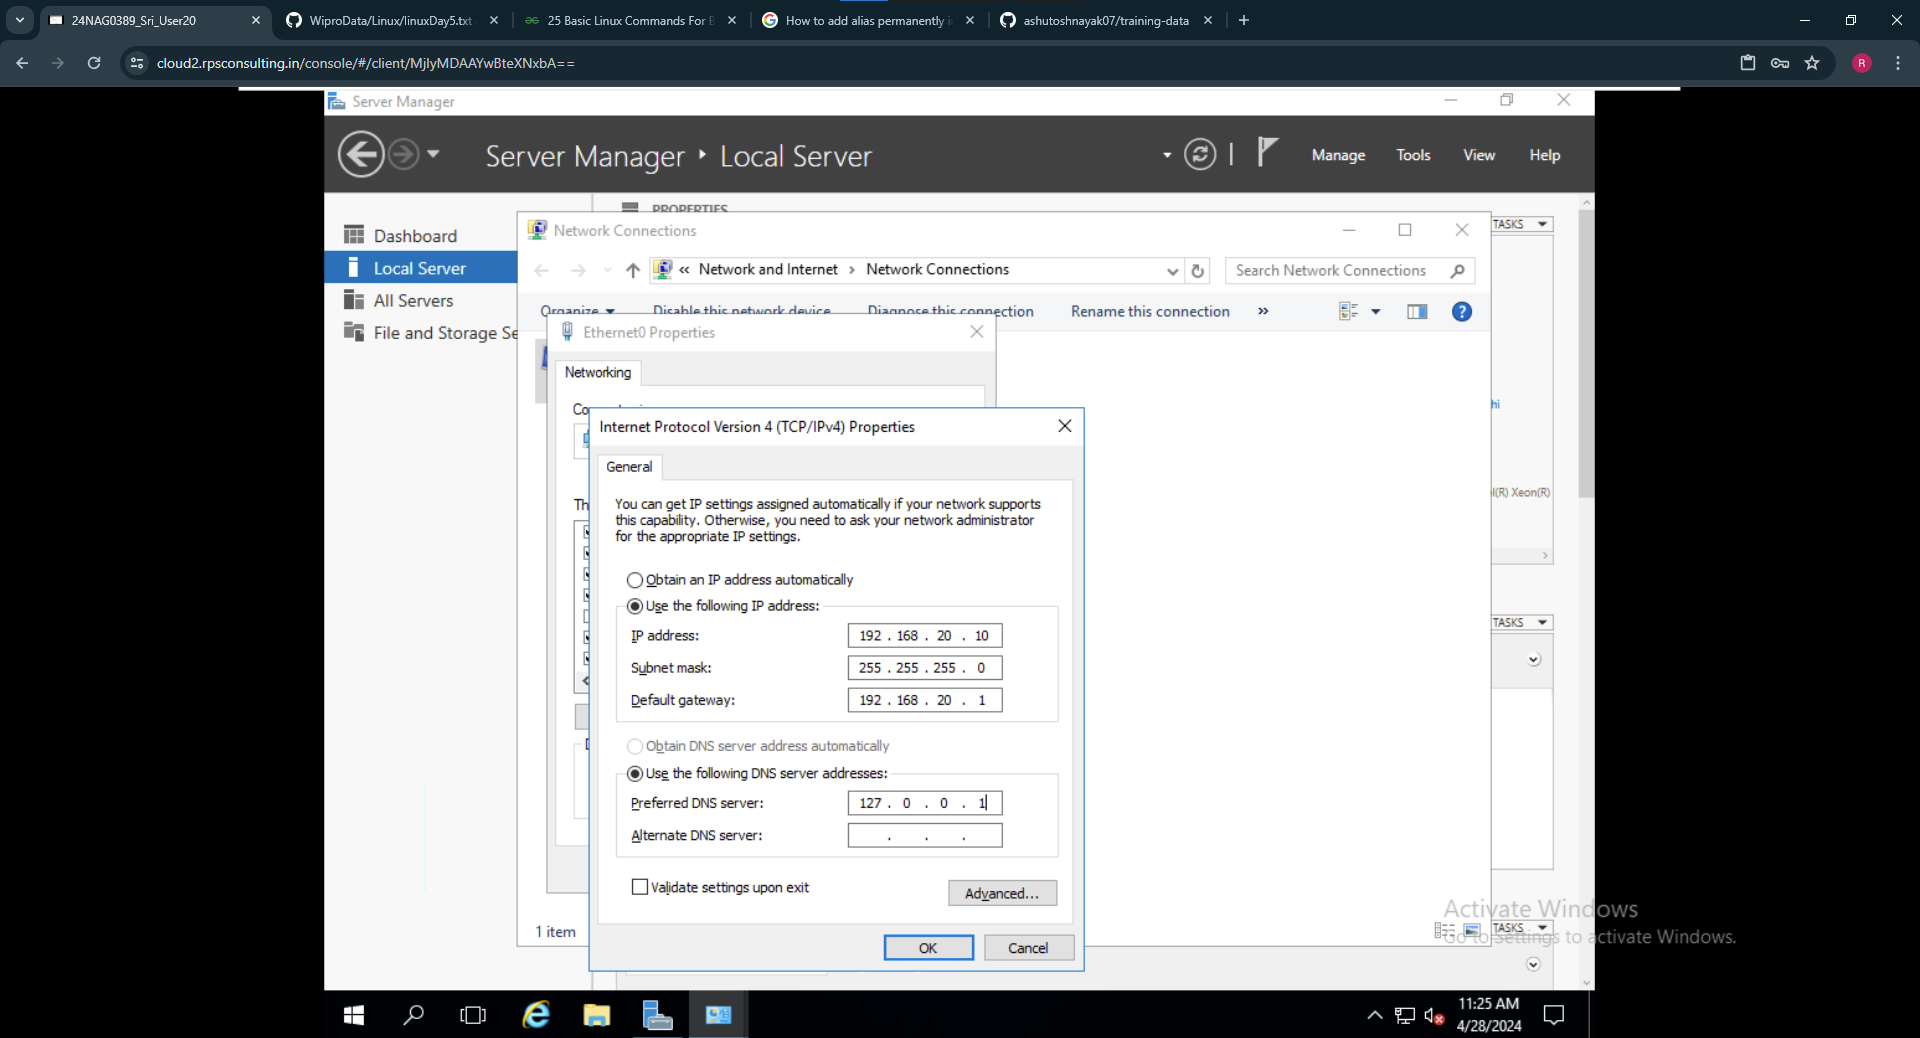 24NAG0389_Sri_User20
WiproData/Linux/linuxDay5.txt
25 Basic Linux Commands For B
How to add alias permanently i
ashutoshnayak07/training-data
cloud2.rpsconsulting.in/console/#/client/MjIyMDAAYwBteXNxbA==
R
Server Manager
Server Manager ‣ Local Server
Manage
Tools
View
Help
PROPERTIES
TASKS
Dashboard
Local Server
All Servers
File and Storage Se
Network Connections
« Network and Internet › Network Connections
Search Network Connections
Organize
Disable this network device
Diagnose this connection
Rename this connection
»
Ethernet0 Properties
Networking
Co
Th
hi
l(R) Xeon(R)
TASKS
Internet Protocol Version 4 (TCP/IPv4) Properties
General
You can get IP settings assigned automatically if your network supports
this capability. Otherwise, you need to ask your network administrator
for the appropriate IP settings.
Obtain an IP address automatically
Use the following IP address:
IP address: 192 . 168 . 20 . 10
Subnet mask: 255 . 255 . 255 . 0
Default gateway: 192 . 168 . 20 . 1
Obtain DNS server address automatically
Use the following DNS server addresses:
Preferred DNS server: 127 . 0 . 0 . 1
Alternate DNS server: . . .
Validate settings upon exit
Advanced...
OK
Cancel
1 item
TASKS
Activate Windows
Go to Settings to activate Windows.
11:25 AM
4/28/2024